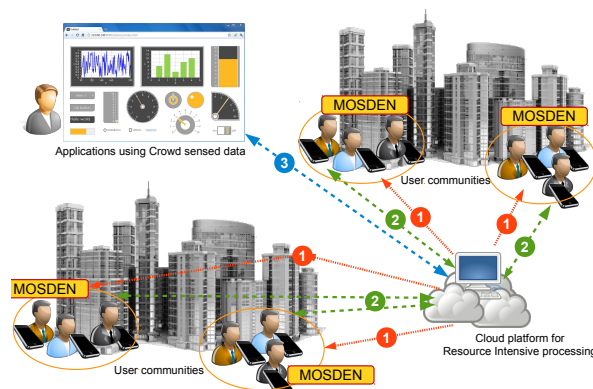 MOSDEN
MOSDEN
Applications using Crowd sensed data
3
User communities
2
1
1
2
1
MOSDEN
2
User communities
1
MOSDEN
Cloud platform for
Resource Intensive processing